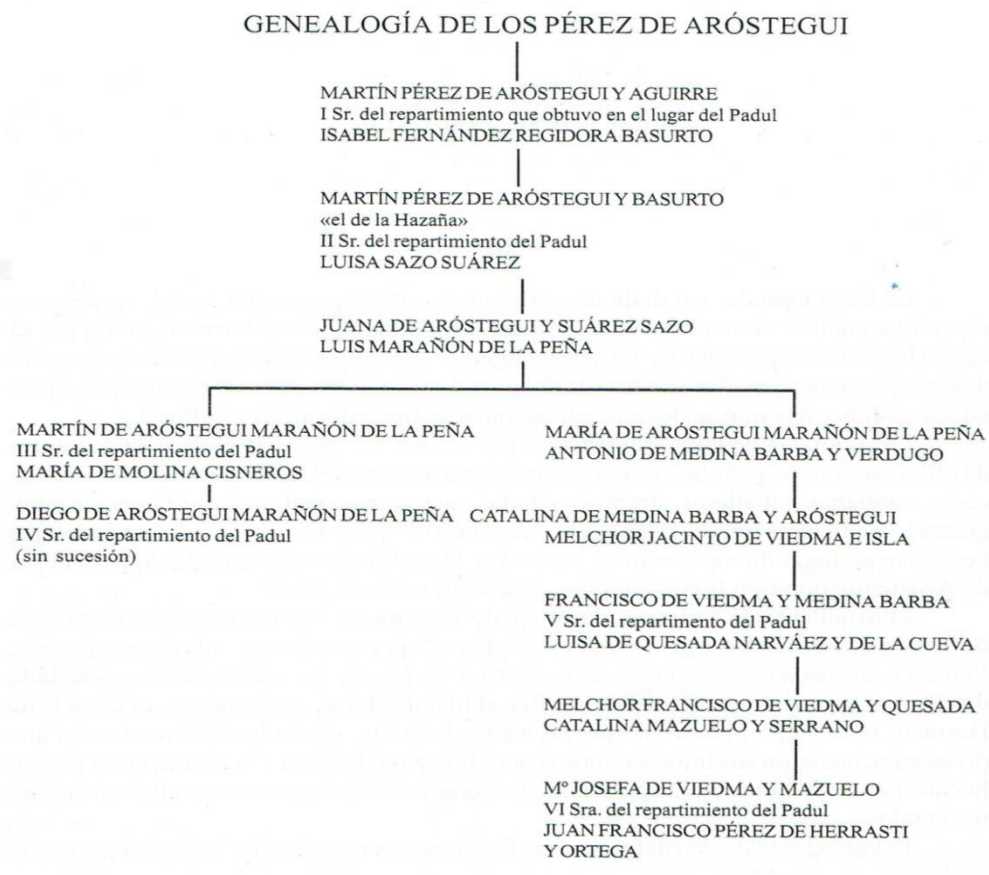 GENEALOGÍA DE LOS PÉREZ DE ARÓSTEGUI
MARTÍN PÉREZ DE ARÓSTEGUI Y AGUIRRE
I Sr. del repartimiento que obtuvo en el lugar del Padul
ISABEL FERNÁNDEZ REGIDORA BASURTO
MARTÍN PÉREZ DE ARÓSTEGUI Y BASURTO
«el de la Hazaña»
II Sr. del repartimiento del Padul
LUISA SAZO SUÁREZ
JUANA DE ARÓSTEGUI Y SUÁREZ SAZO
LUIS MARAÑÓN DE LA PEÑA
MARTÍN DE ARÓSTEGUI MARAÑÓN DE LA PEÑA
III Sr. del repartimiento del Padul
MARÍA DE MOLINA CISNEROS
DIEGO DE ARÓSTEGUI MARAÑÓN DE LA PEÑA
IV Sr. del repartimiento del Padul
(sin sucesión)
MARÍA DE ARÓSTEGUI MARAÑÓN DE LA PEÑA
ANTONIO DE MEDINA BARBA Y VERDUGO
CATALINA DE MEDINA BARBA Y ARÓSTEGUI
MELCHOR JACINTO DE VIEDMA E ISLA
FRANCISCO DE VIEDMA Y MEDINA BARBA
V Sr. del repartimento del Padul
LUISA DE QUESADA NARVÁEZ Y DE LA CUEVA
MELCHOR FRANCISCO DE VIEDMA Y QUESADA
CATALINA MAZUELO Y SERRANO
Mª JOSEFA DE VIEDMA Y MAZUELO
VI Sra. del repartimiento del Padul
JUAN FRANCISCO PÉREZ DE HERRASTI
Y ORTEGA